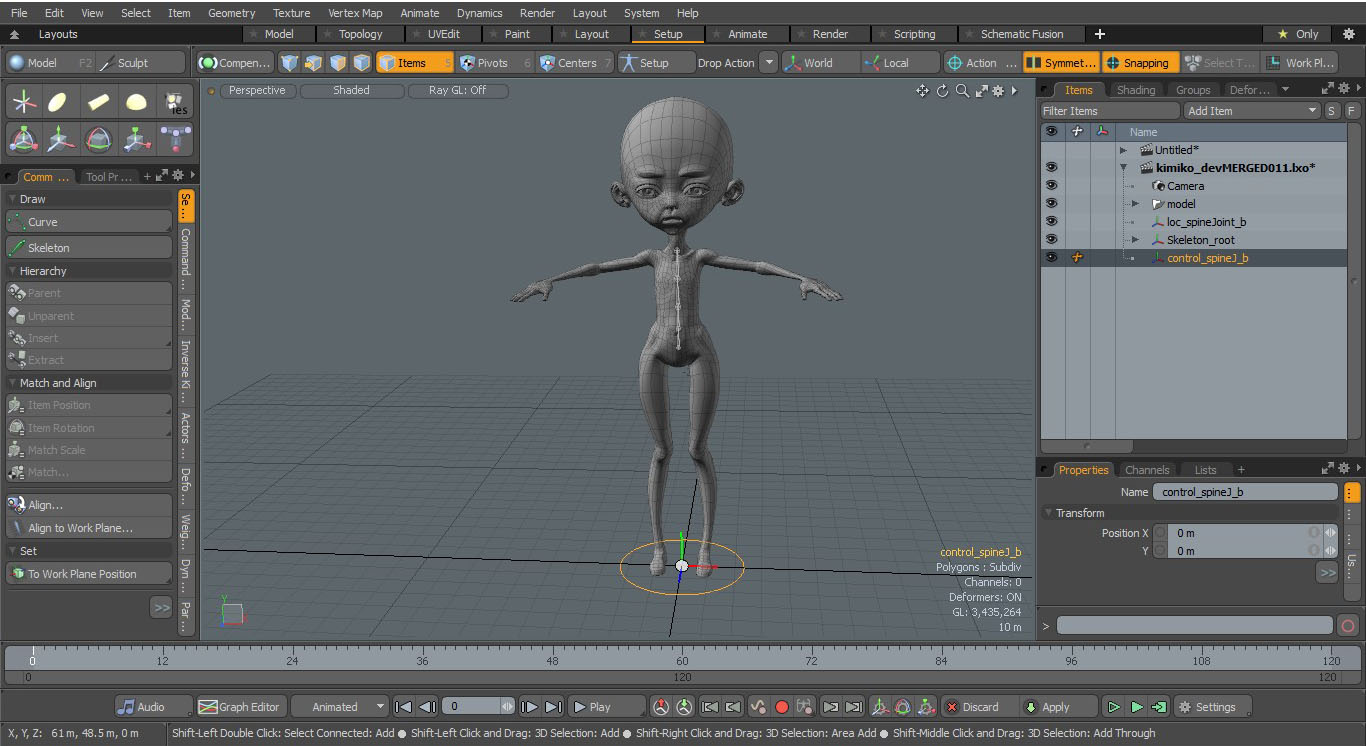 File Edit View Select Item Geometry Texture Vertex Map Animate Dynamics Render Layout System Help
Layouts Model Topology UVEdit Paint Layout Setup Animate Render Scripting Schematic Fusion + Only
Model F2 Sculpt Compen... Items 5 Pivots 6 Centers 7 Setup Drop Action World Local Action ... Symmet... Snapping Select T... Work Pl...
Perspective Shaded Ray GL: Off
Items Shading Groups Defor...
Filter Items Add Item S F
Name
Untitled*
kimiko_devMERGED011.lxo*
Camera
model
loc_spineJoint_b
Skeleton_root
control_spineJ_b
ies
Comm ... Tool Pr ... +
Draw
Curve
Skeleton
Hierarchy
Parent
Unparent
Insert
Extract
Match and Align
Item Position
Item Rotation
Match Scale
Match...
Align...
Align to Work Plane...
Set
To Work Plane Position
>>
Se...
Command ...
Mod...
Inverse Ki ...
Actors ...
Defo ...
Weig...
Dyn ...
Par ...
control_spineJ_b
Polygons : Subdiv
Channels: 0
Deformers: ON
GL: 3,435,264
10 m
Y
Properties Channels Lists +
Name control_spineJ_b
Transform
Position X 0 m
Y 0 m
>>
Us...
>
0 12 24 36 48 60 72 84 96 108 120
0 120 120
Audio Graph Editor Animated 0 Play Discard Apply Settings
X, Y, Z: 61 m, 48.5 m, 0 m Shift-Left Double Click: Select Connected: Add ● Shift-Left Click and Drag: 3D Selection: Add ● Shift-Right Click and Drag: 3D Selection: Area Add ● Shift-Middle Click and Drag: 3D Selection: Add Through